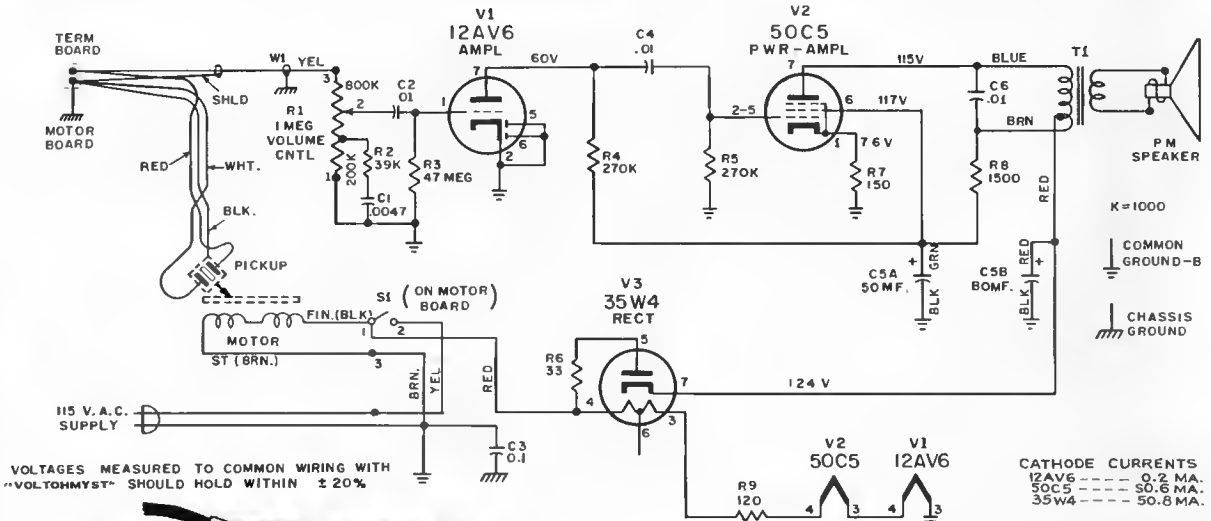 TERM
BOARD
W1
YEL
SHLD
3
800K
R1
1 MEG
VOLUME
CNTL
2
200K
1
R2
39K
C1
.0047
C2
.01
R3
47 MEG
MOTOR
BOARD
RED
WHT.
BLK.
PICKUP
V1
12AV6
AMPL
7
1
5
6
2
60V
R4
270K
C4
.01
R5
270K
V2
50C5
PWR-AMPL
7
2-5
6
1
115V
117V
7.6V
R7
150
BLUE
C6
.01
BRN
R8
1500
T1
RED
PM
SPEAKER
K=1000
COMMON
GROUND-B
CHASSIS
GROUND
C5A
50MF.
+
GRN
BLK
C5B
80MF.
+
RED
BLK
S1
(ON MOTOR
BOARD)
FIN.(BLK)
1
2
MOTOR
ST (BRN.)
3
BRN.
YEL
RED
115 V.A.C.
SUPPLY
C3
0.1
V3
35W4
RECT
R6
33
5
4
7
3
6
124V
R9
120
V2
50C5
4
3
V1
12AV6
4
3
VOLTAGES MEASURED TO COMMON WIRING WITH
"VOLTOHMYST" SHOULD HOLD WITHIN ± 20%
CATHODE CURRENTS
12AV6 ---- 0.2 MA.
50C5 ----- 50.6 MA.
35W4 ---- 50.8 MA.